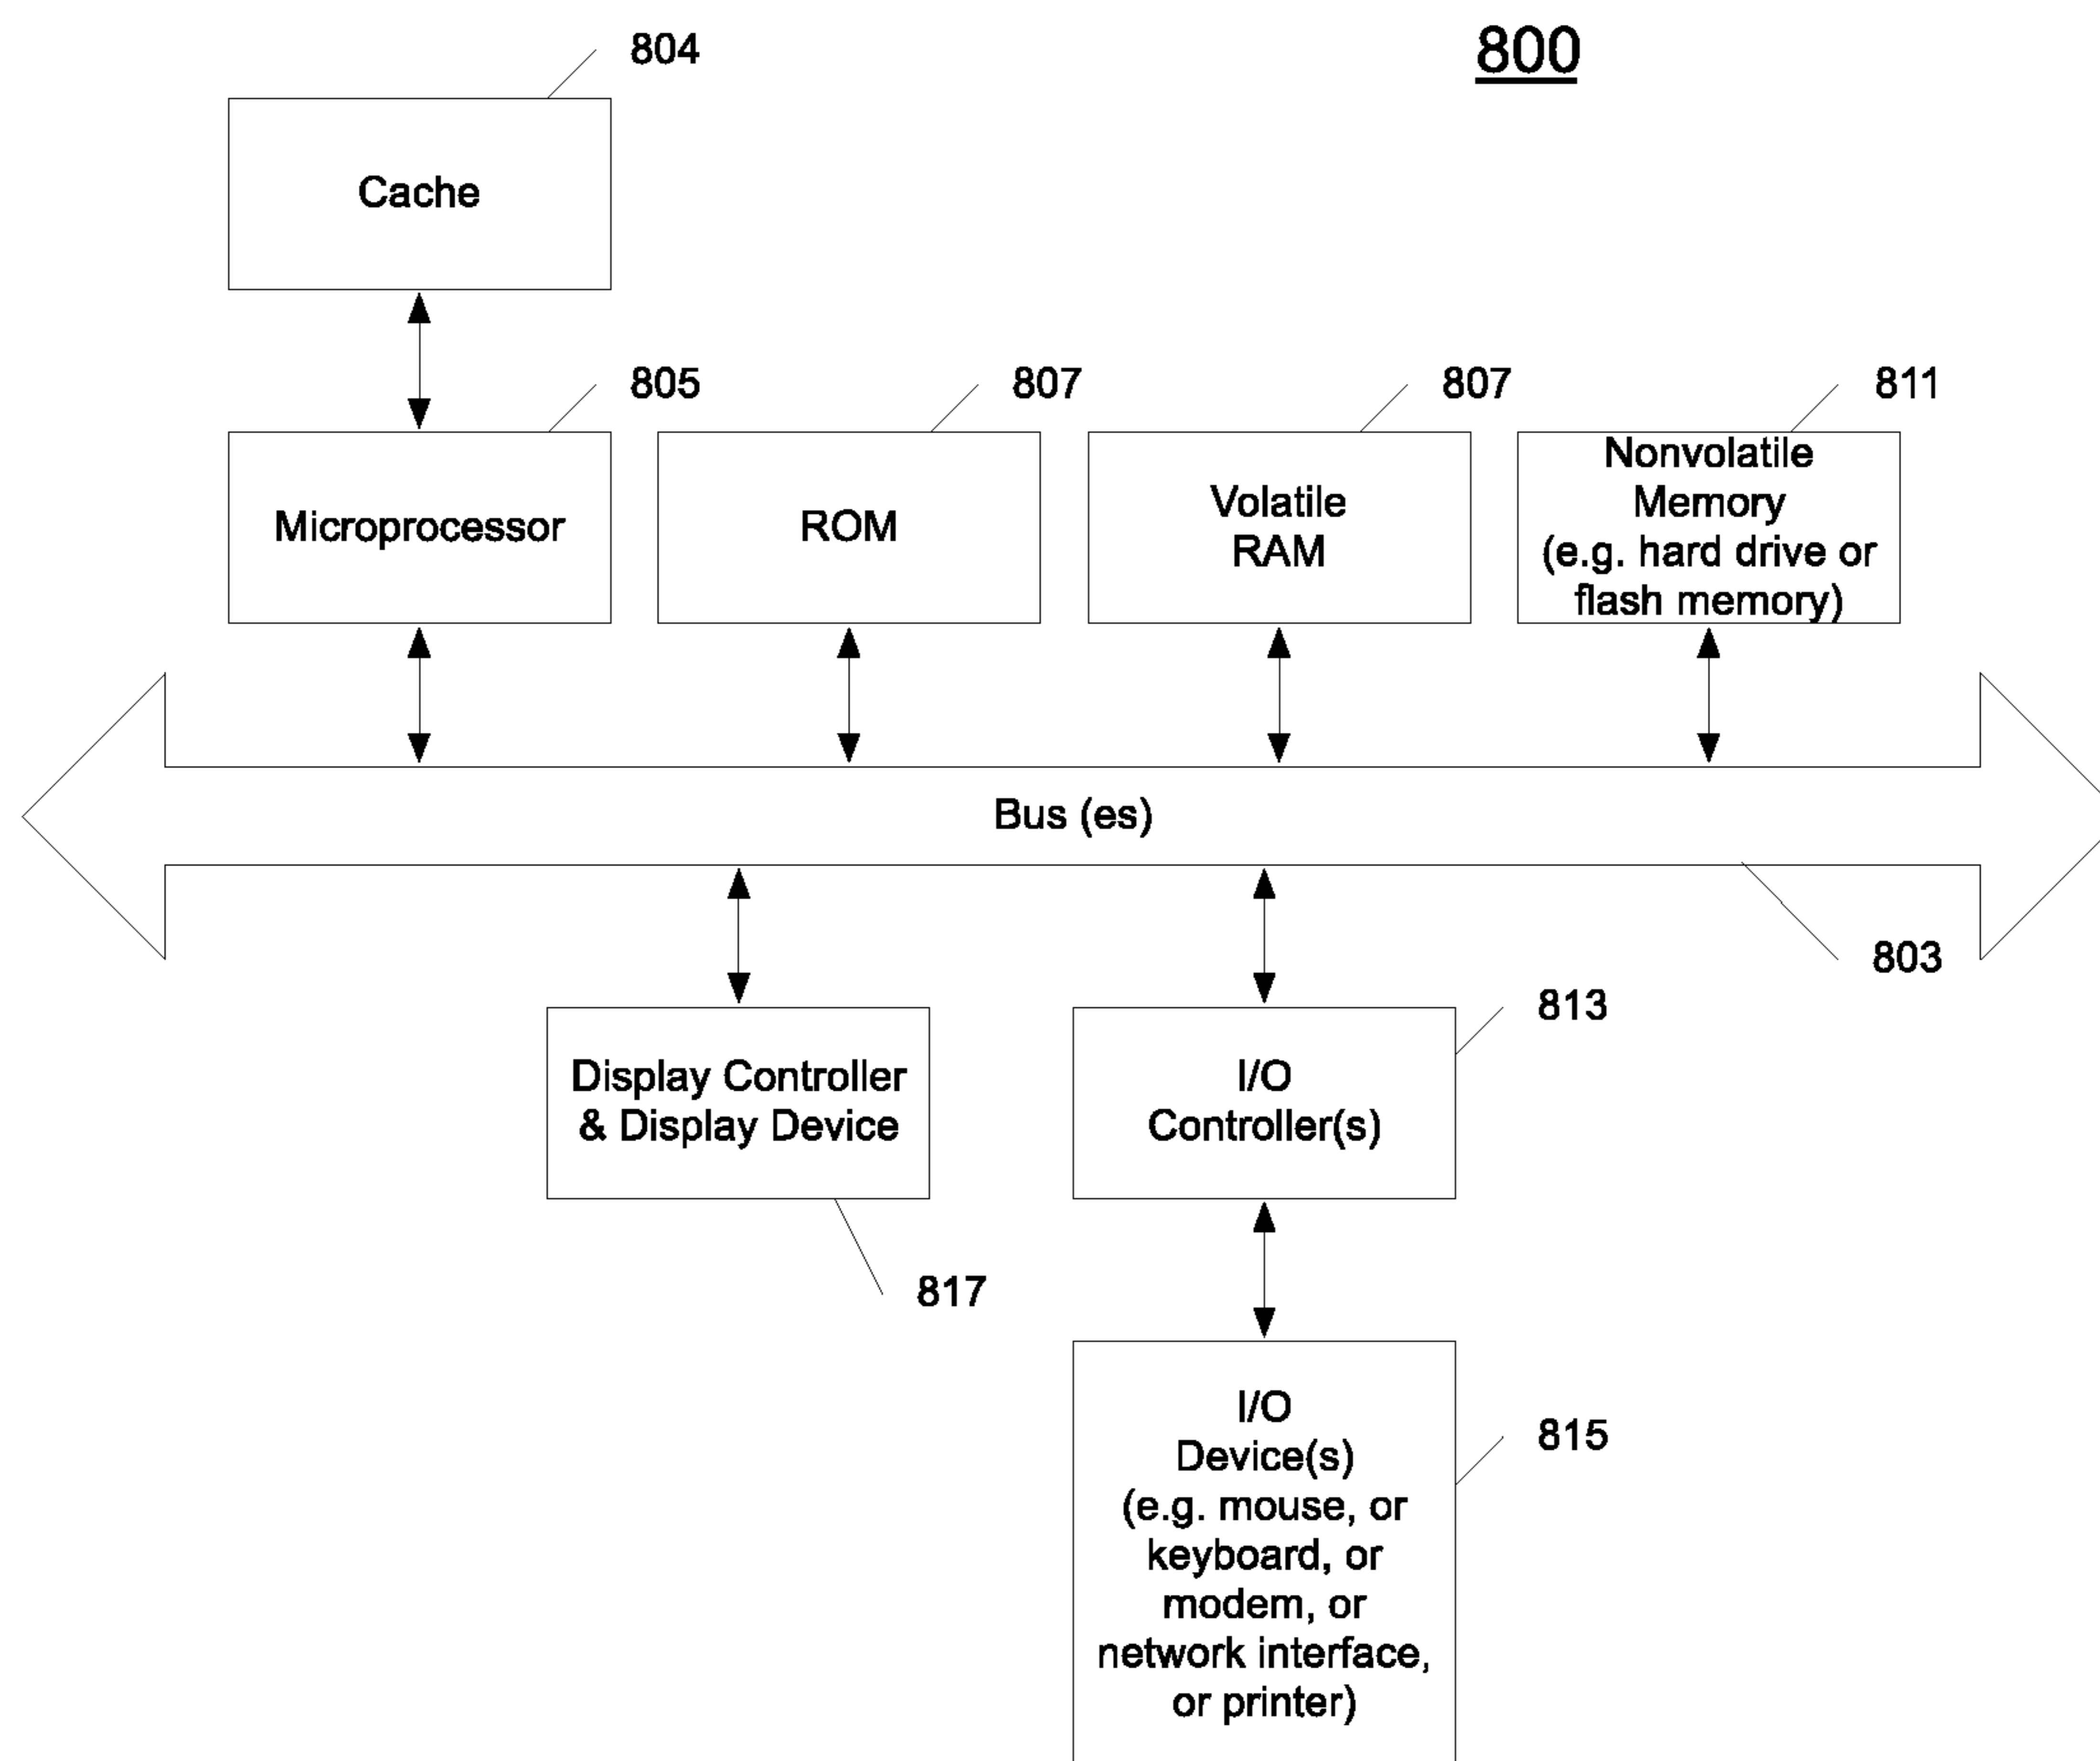 804
800
Cache
805
807
807
811
Microprocessor
ROM
Volatile
RAM
Nonvolatile
Memory
(e.g. hard drive or
flash memory)
Bus (es)
803
813
Display Controller
& Display Device
I/O
Controller(s)
817
I/O
Device(s)
(e.g. mouse, or
keyboard, or
modem, or
network interface,
or printer)
815